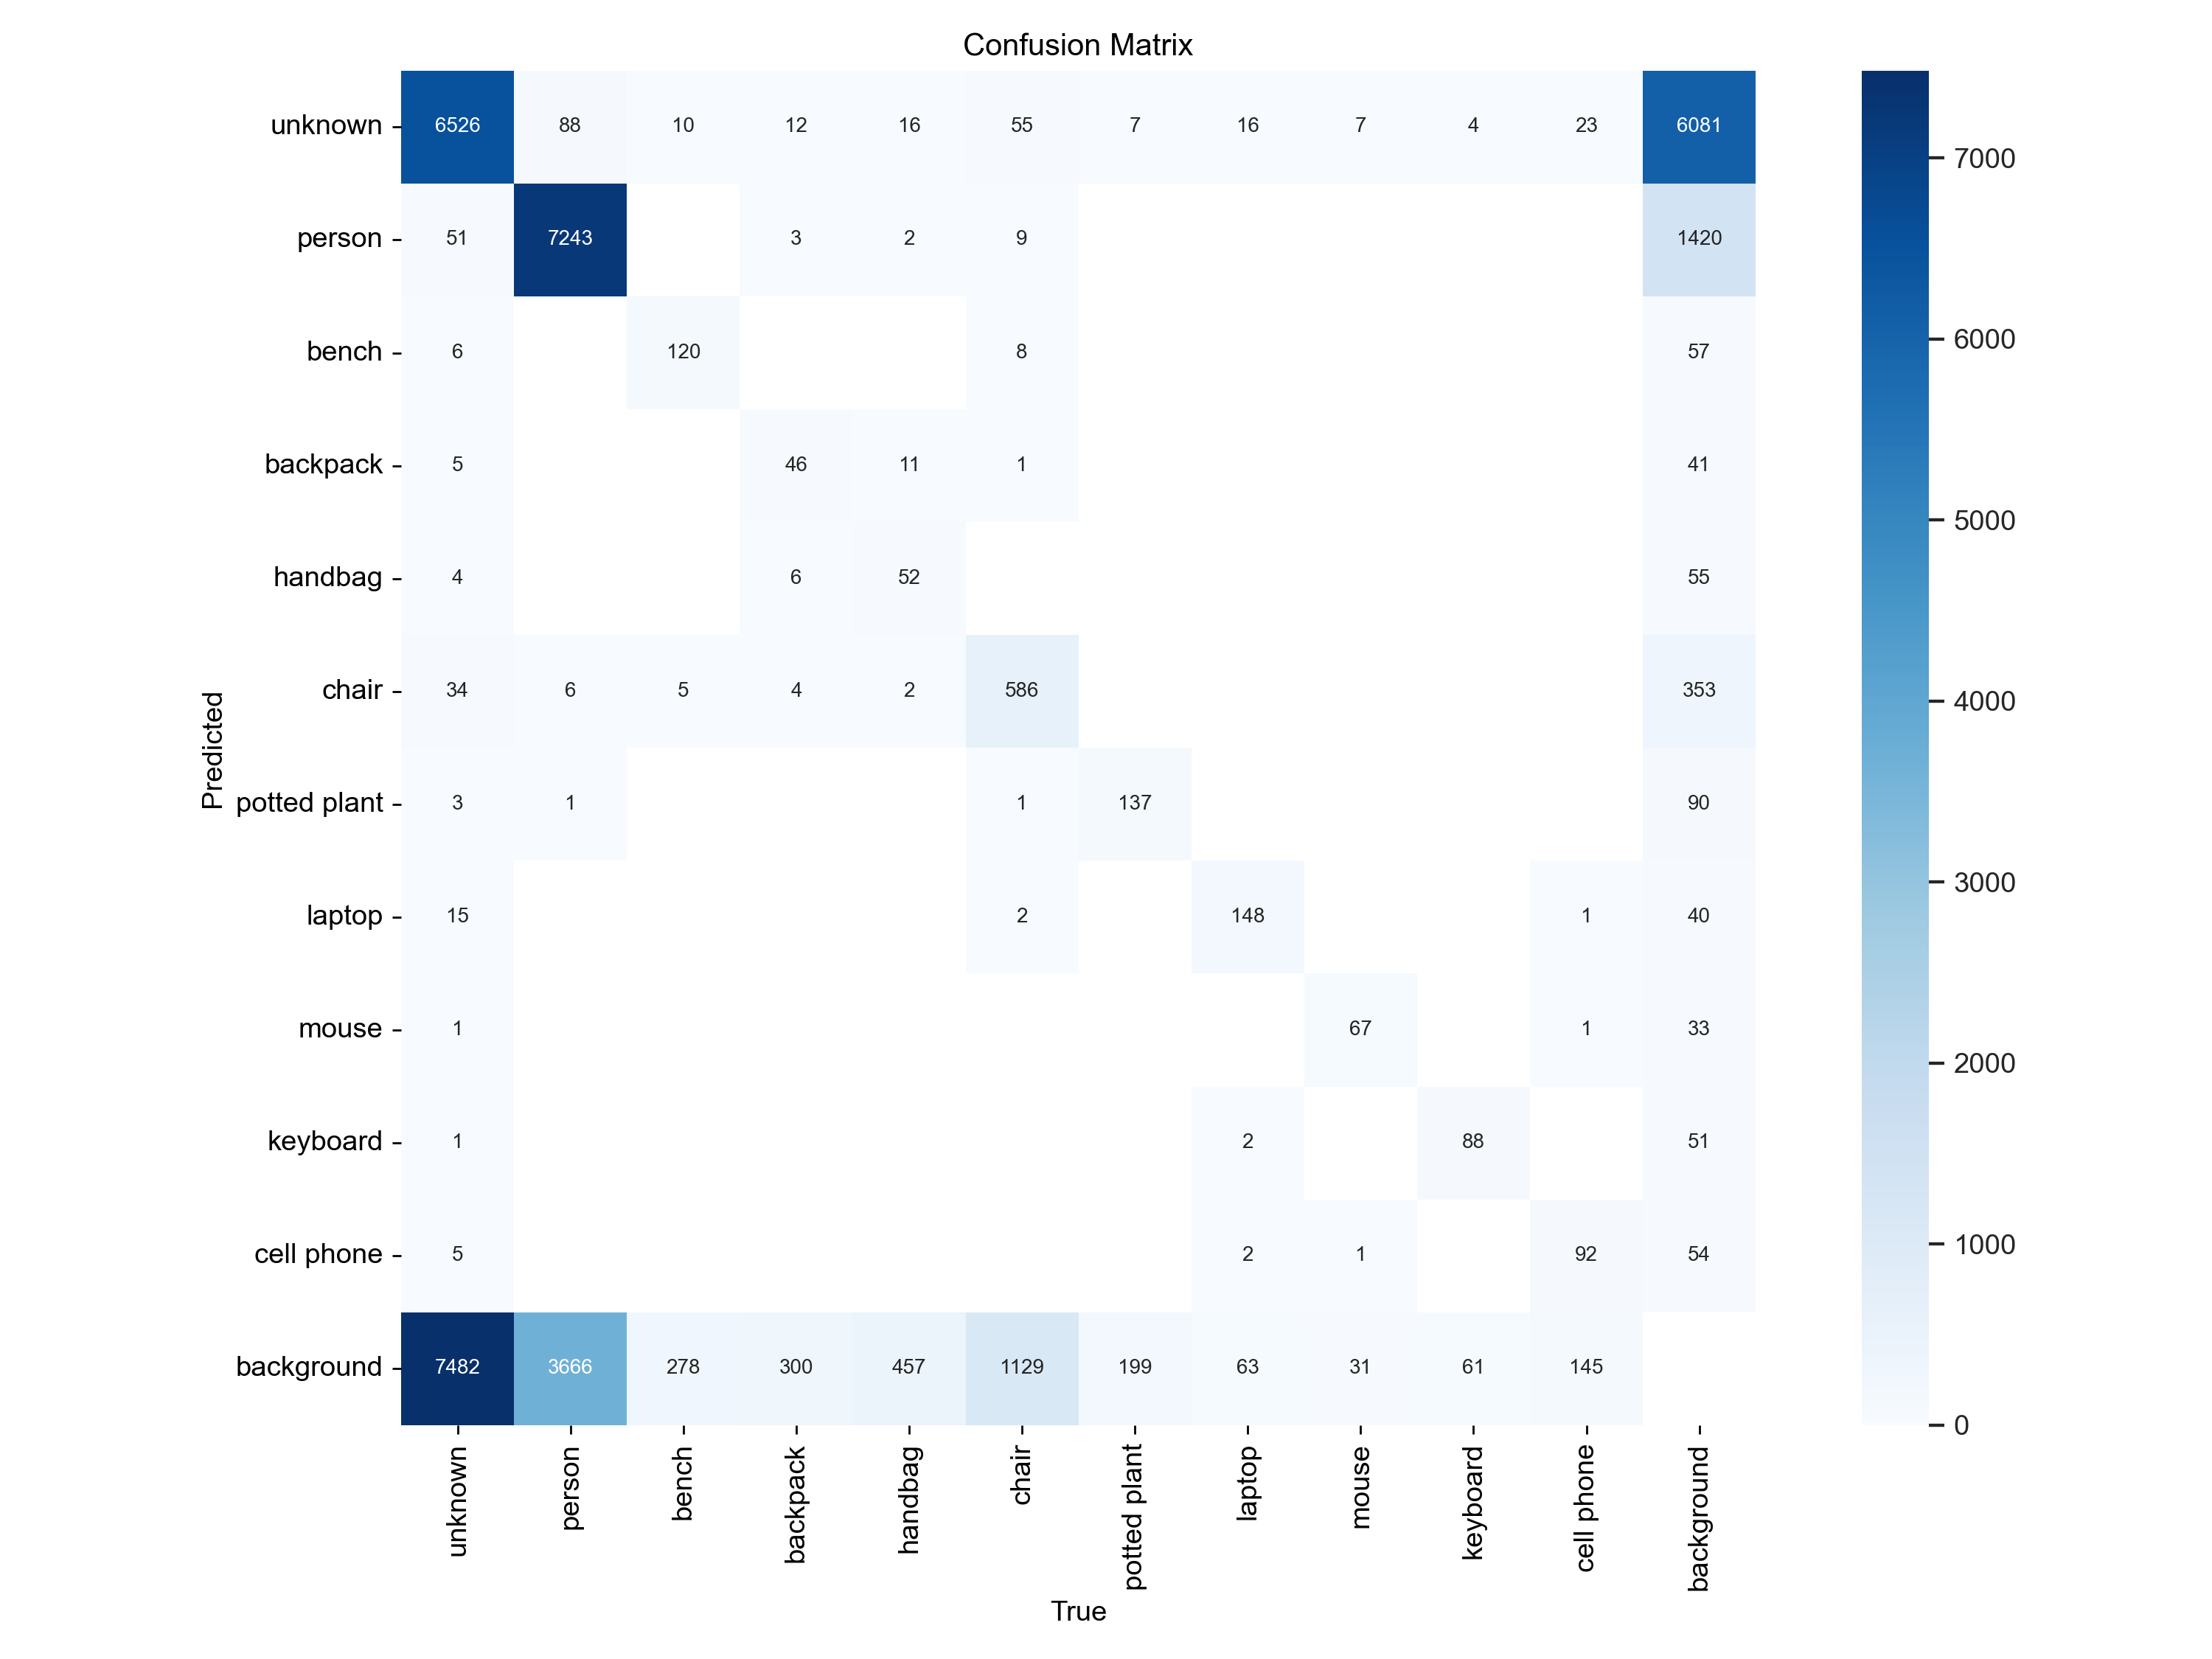 Confusion Matrix
unknown 6526 88 10 12 16 55 7 16 7 4 23 6081
person 51 7243 3 2 9 1420
bench 6 120 8 57
backpack 5 46 11 1 41
handbag 4 6 52 55
chair 34 6 5 4 2 586 353
potted plant 3 1 1 137 90
laptop 15 2 148 1 40
mouse 1 67 1 33
keyboard 1 2 88 51
cell phone 5 2 1 92 54
background 7482 3666 278 300 457 1129 199 63 31 61 145
Predicted
unknown person bench backpack handbag chair potted plant laptop mouse keyboard cell phone background
True
7000
6000
5000
4000
3000
2000
1000
0